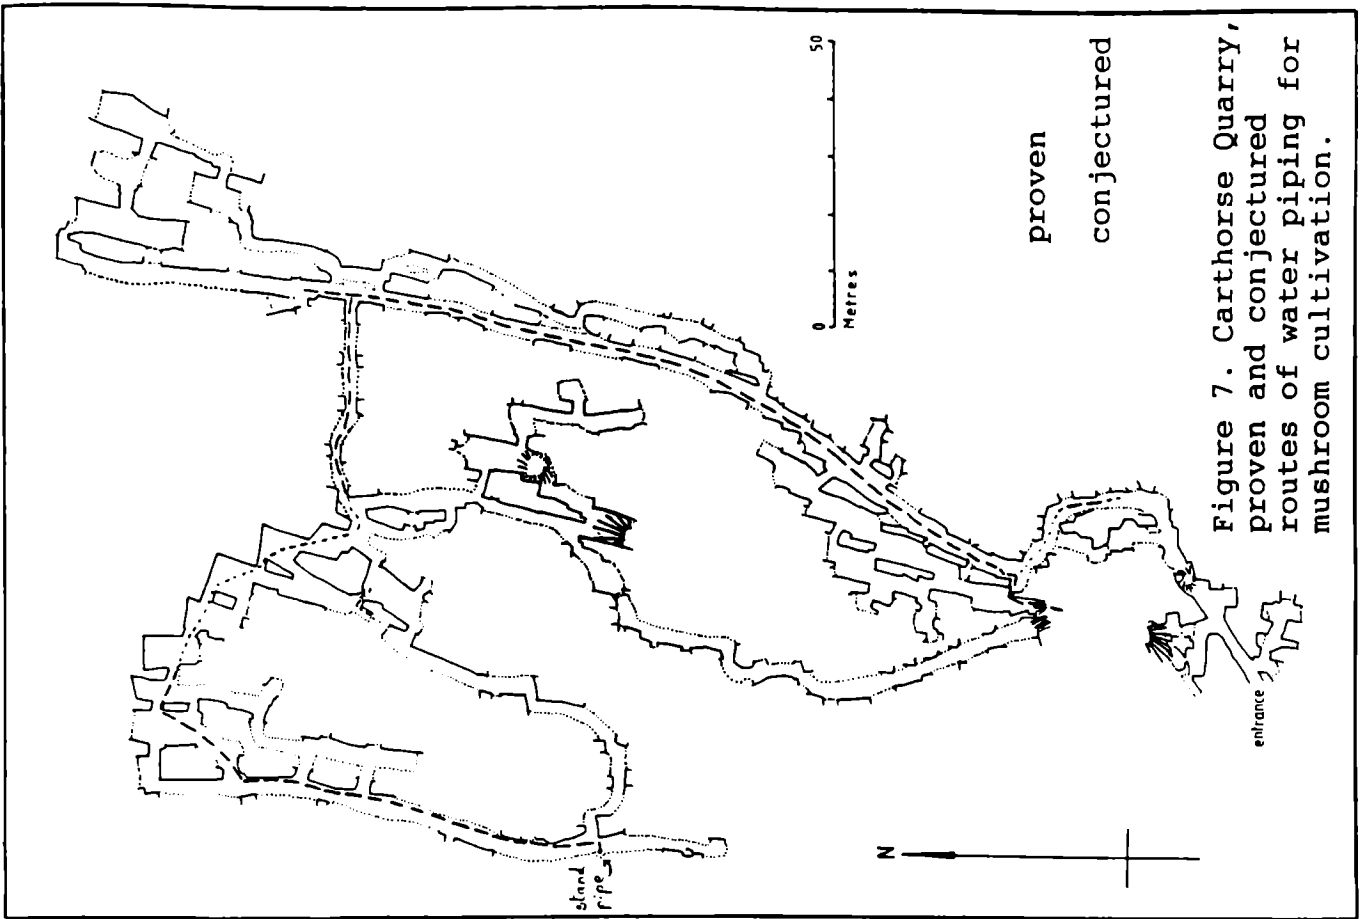 50
0
Metres
proven
conjectured
Figure 7. Carthorse Quarry,
proven and conjectured
routes of water piping for
mushroom cultivation.
N
stand
pipe
entrance